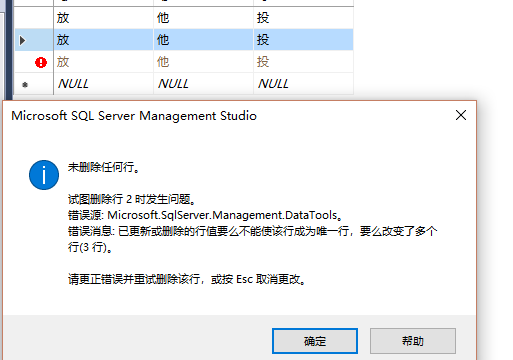 放 他 投
放 他 投
放 他 投
NULL NULL NULL
Microsoft SQL Server Management Studio
未删除任何行。
试图删除行 2 时发生问题。
错误源: Microsoft.SqlServer.Management.DataTools。
错误消息: 已更新或删除的行值要么不能使该行成为唯一行，要么改变了多个
行(3 行)。
请更正错误并重试删除该行，或按 Esc 取消更改。
确定 帮助